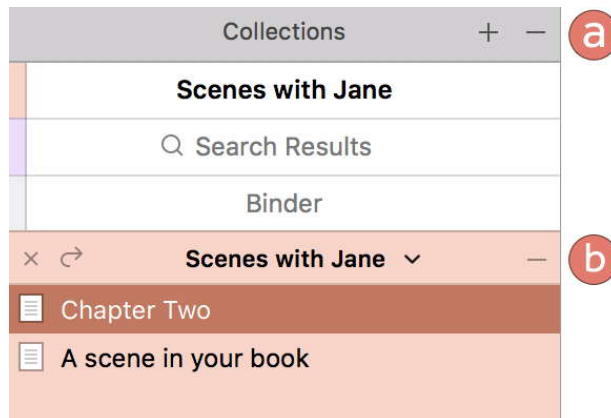 Collections + − a
Scenes with Jane
Search Results
Binder
× Scenes with Jane − b
Chapter Two
A scene in your book